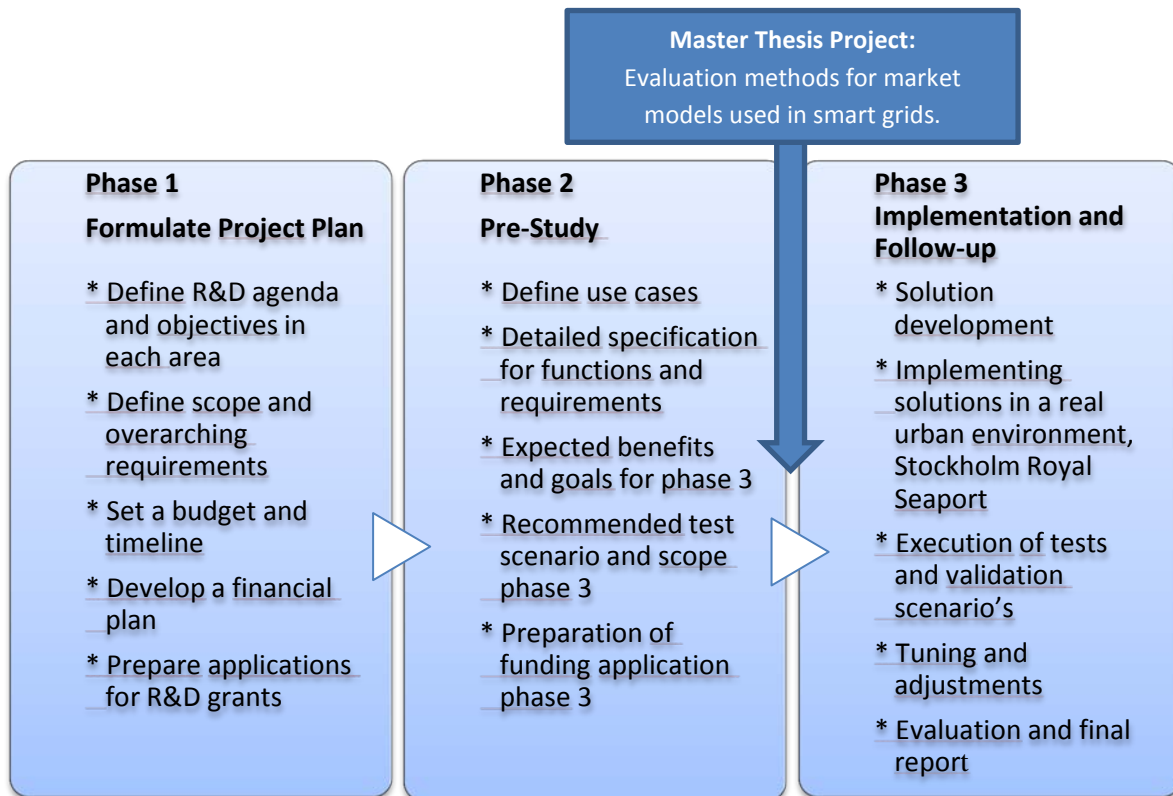 Master Thesis Project:
Evaluation methods for market
models used in smart grids.
Phase 1
Formulate Project Plan
* Define R&D agenda
and objectives in
each area
* Define scope and
overarching
requirements
* Set a budget and
timeline
* Develop a financial
plan
* Prepare applications
for R&D grants
Phase 2
Pre-Study
* Define use cases
* Detailed specification
for functions and
requirements
* Expected benefits
and goals for phase 3
* Recommended test
scenario and scope
phase 3
* Preparation of
funding application
phase 3
Phase 3
Implementation and
Follow-up
* Solution
development
* Implementing
solutions in a real
urban environment,
Stockholm Royal
Seaport
* Execution of tests
and validation
scenario’s
* Tuning and
adjustments
* Evaluation and final
report